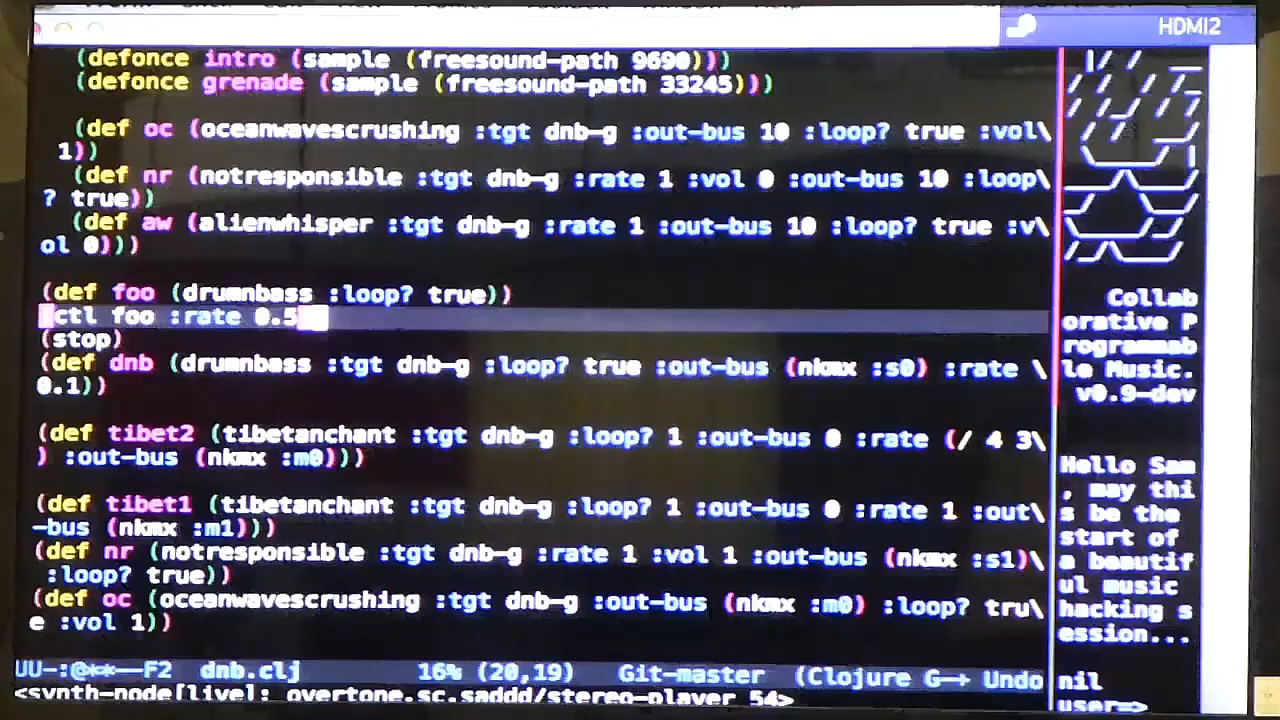 HDMI2
(defonce intro (sample (freesound-path 9690)))
(defonce grenade (sample (freesound-path 33245)))
(def oc (oceanwavescrushing :tgt dnb-g :out-bus 10 :loop? true :vol\
1))
(def nr (notresponsible :tgt dnb-g :rate 1 :vol 0 :out-bus 10 :loop\
? true))
(def aw (alienwhisper :tgt dnb-g :rate 1 :out-bus 10 :loop? true :v\
ol 0)))
(def foo (drumnbass :loop? true))
(ctl foo :rate 0.5
(stop)
(def dnb (drumnbass :tgt dnb-g :loop? true :out-bus (nkmx :s0) :rate \
0.1))
(def tibet2 (tibetanchant :tgt dnb-g :loop? 1 :out-bus 0 :rate (/ 4 3\
) :out-bus (nkmx :m0)))
(def tibet1 (tibetanchant :tgt dnb-g :loop? 1 :out-bus 0 :rate 1 :out\
-bus (nkmx :m1)))
(def nr (notresponsible :tgt dnb-g :rate 1 :vol 1 :out-bus (nkmx :s1)\
:loop? true))
(def oc (oceanwavescrushing :tgt dnb-g :out-bus (nkmx :m0) :loop? tru\
e :vol 1))
UU-:@**--F2 dnb.clj 16% (20,19) Git-master (Clojure G-→ Undo
<synth-node[live]: overtone.sc.saddd/stereo-player 54>
Collab
orative P
rogrammab
le Music.
v0.9-dev
Hello Sam
, may thi
s be the
start of
a beautif
ul music
hacking s
ession...
nil
user=>